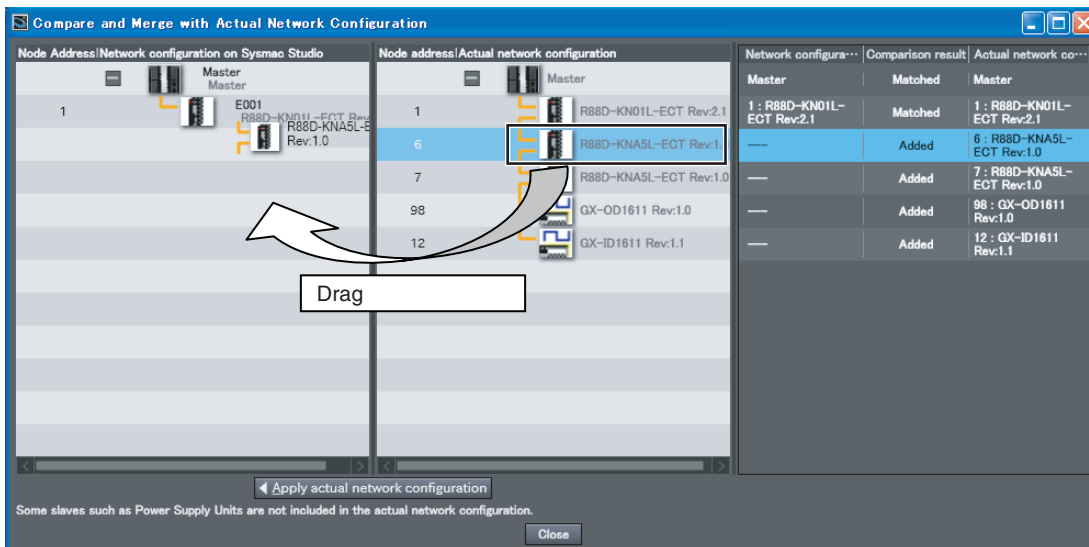 Compare and Merge with Actual Network Configuration
Node Address|Network configuration on Sysmac Studio
Master
Master
1
E001
R88D-KN01L-ECT Rev
R88D-KNA5L-E
Rev:1.0
Node address|Actual network configuration
Master
1 R88D-KN01L-ECT Rev:2.1
6 R88D-KNA5L-ECT Rev:1.
7 R88D-KNA5L-ECT Rev:1.0
98 GX-OD1611 Rev:1.0
12 GX-ID1611 Rev:1.1
Drag
Network configura··· Comparison result Actual network co···
Master Matched Master
1 : R88D-KN01L-ECT Rev:2.1 Matched 1 : R88D-KN01L-ECT Rev:2.1
--- Added 6 : R88D-KNA5L-ECT Rev:1.0
--- Added 7 : R88D-KNA5L-ECT Rev:1.0
--- Added 98 : GX-OD1611 Rev:1.0
--- Added 12 : GX-ID1611 Rev:1.1
Apply actual network configuration
Some slaves such as Power Supply Units are not included in the actual network configuration.
Close